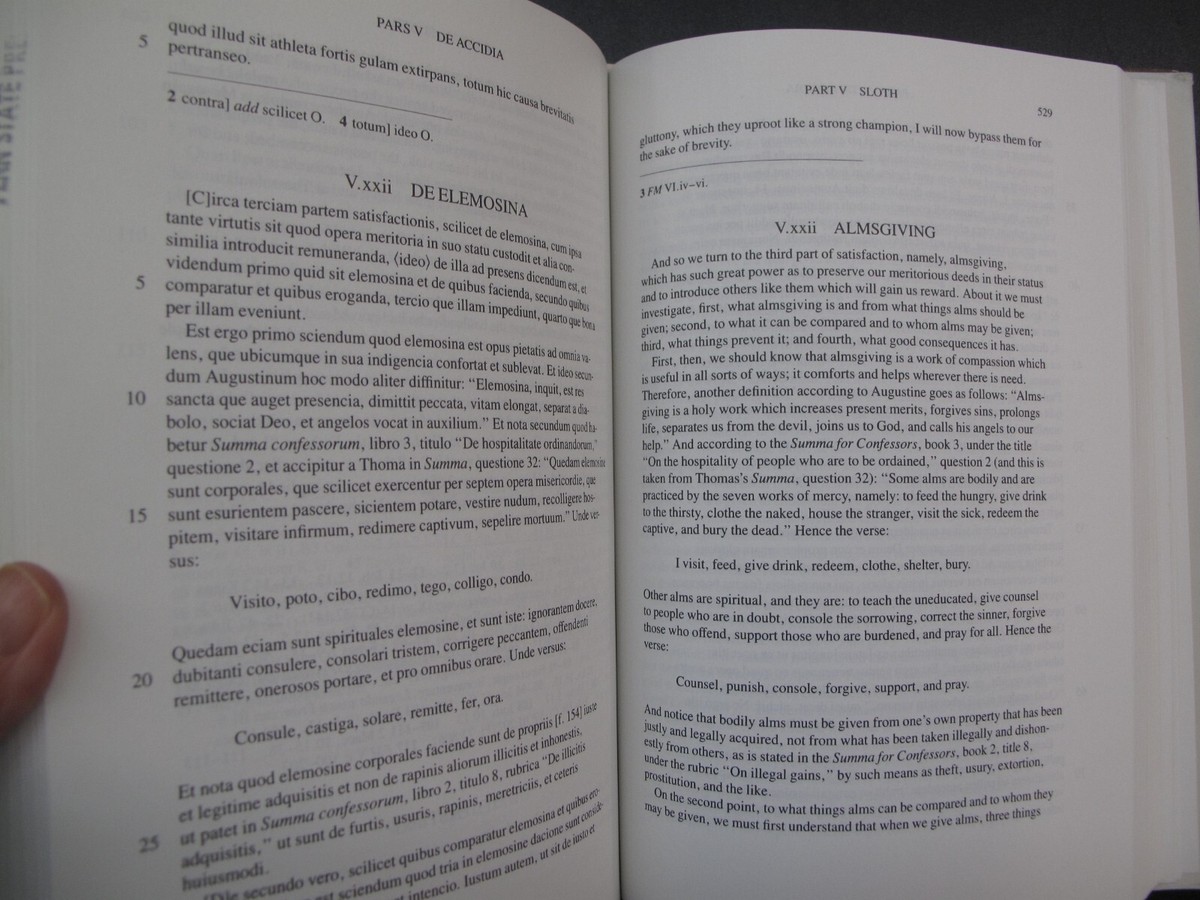 PARS V DE ACCIDIA
quod illud sit athleta fortis gulam extirpans, totum hic causa brevitatis
5 pertranseo.
2 contra] add scilicet O. 4 totum] ideo O.
V.xxii DE ELEMOSINA
[C]irca terciam partem satisfactionis, scilicet de elemosina, cum ipsa
tante virtutis sit quod opera meritoria in suo statu custodit et alia con-
similia introducit remuneranda, ⟨ideo⟩ de illa ad presens dicendum est, et
videndum primo quid sit elemosina et de quibus facienda, secundo quibus
5 comparatur et quibus eroganda, tercio que illam impediunt, quarto que bona
per illam eveniunt.
Est ergo primo sciendum quod elemosina est opus pietatis ad omnia va-
lens, que ubicumque in sua indigencia confortat et sublevat. Et ideo secun-
dum Augustinum hoc modo aliter diffinitur: “Elemosina, inquit, est res
10 sancta que auget presencia, dimittit peccata, vitam elongat, separat a dia-
bolo, sociat Deo, et angelos vocat in auxilium.” Et nota secundum quod ha-
betur Summa confessorum, libro 3, titulo “De hospitalitate ordinandorum,”
questione 2, et accipitur a Thoma in Summa, questione 32: “Quedam elemosine
sunt corporales, que scilicet exercentur per septem opera misericordie, que
15 sunt esurientem pascere, sicientem potare, vestire nudum, recolligere hos-
pitem, visitare infirmum, redimere captivum, sepelire mortuum.” Unde ver-
sus:
Visito, poto, cibo, redimo, tego, colligo, condo.
Quedam eciam sunt spirituales elemosine, et sunt iste: ignorantem docere,
20 dubitanti consulere, consolari tristem, corrigere peccantem, offendenti
remittere, onerosos portare, et pro omnibus orare. Unde versus:
Consule, castiga, solare, remitte, fer, ora.
Et nota quod elemosine corporales faciende sunt de propriis [f. 154] iuste
et legitime adquisitis et non de rapinis aliorum illicitis et inhonestis,
25 ut patet in Summa confessorum, libro 2, titulo 8, rubrica “De illicitis
adquisitis,” ut sunt de furtis, usuris, rapinis, meretriciis, et ceteris
huiusmodi.
secundo vero, scilicet quibus comparatur elemosina et quibus ero-
est sciendum quod tria in elemosine dacione sunt conside-
et intencio. Iustum autem, ut sit de iusto et
PART V SLOTH
529
gluttony, which they uproot like a strong champion, I will now bypass them for
the sake of brevity.
3 FM VI.iv–vi.
V.xxii ALMSGIVING
And so we turn to the third part of satisfaction, namely, almsgiving,
which has such great power as to preserve our meritorious deeds in their status
and to introduce others like them which will gain us reward. About it we must
investigate, first, what almsgiving is and from what things alms should be
given; second, to what it can be compared and to whom alms may be given;
third, what things prevent it; and fourth, what good consequences it has.
First, then, we should know that almsgiving is a work of compassion which
is useful in all sorts of ways; it comforts and helps wherever there is need.
Therefore, another definition according to Augustine goes as follows: “Alms-
giving is a holy work which increases present merits, forgives sins, prolongs
life, separates us from the devil, joins us to God, and calls his angels to our
help.” And according to the Summa for Confessors, book 3, under the title
“On the hospitality of people who are to be ordained,” question 2 (and this is
taken from Thomas’s Summa, question 32): “Some alms are bodily and are
practiced by the seven works of mercy, namely: to feed the hungry, give drink
to the thirsty, clothe the naked, house the stranger, visit the sick, redeem the
captive, and bury the dead.” Hence the verse:
I visit, feed, give drink, redeem, clothe, shelter, bury.
Other alms are spiritual, and they are: to teach the uneducated, give counsel
to people who are in doubt, console the sorrowing, correct the sinner, forgive
those who offend, support those who are burdened, and pray for all. Hence the
verse:
Counsel, punish, console, forgive, support, and pray.
And notice that bodily alms must be given from one’s own property that has been
justly and legally acquired, not from what has been taken illegally and dishon-
estly from others, as is stated in the Summa for Confessors, book 2, title 8,
under the rubric “On illegal gains,” by such means as theft, usury, extortion,
prostitution, and the like.
On the second point, to what things alms can be compared and to whom they
may be given, we must first understand that when we give alms, three things